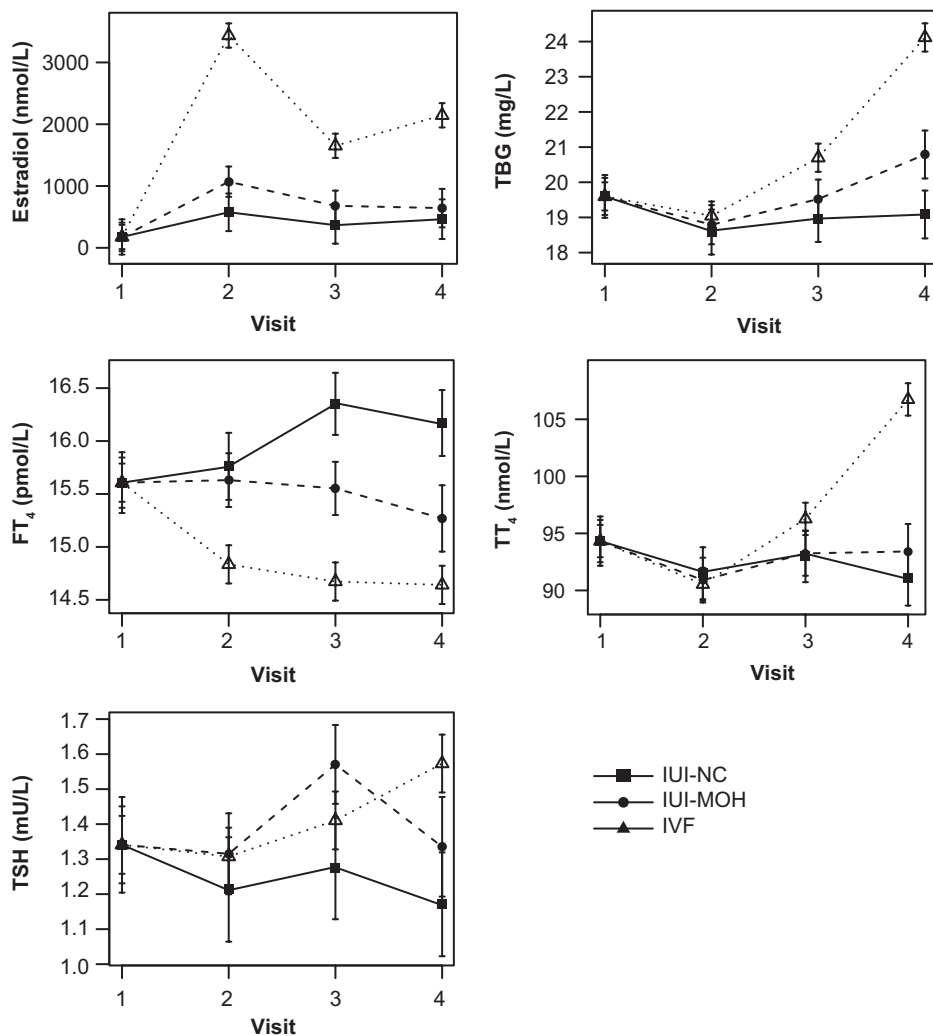 Estradiol (nmol/L)
3000
2000
1000
0
1 2 3 4
Visit
TBG (mg/L)
24
23
22
21
20
19
18
1 2 3 4
Visit
FT4 (pmol/L)
16.5
16.0
15.5
15.0
14.5
1 2 3 4
Visit
TT4 (nmol/L)
105
100
95
90
1 2 3 4
Visit
TSH (mU/L)
1.7
1.6
1.5
1.4
1.3
1.2
1.1
1.0
1 2 3 4
Visit
IUI-NC
IUI-MOH
IVF